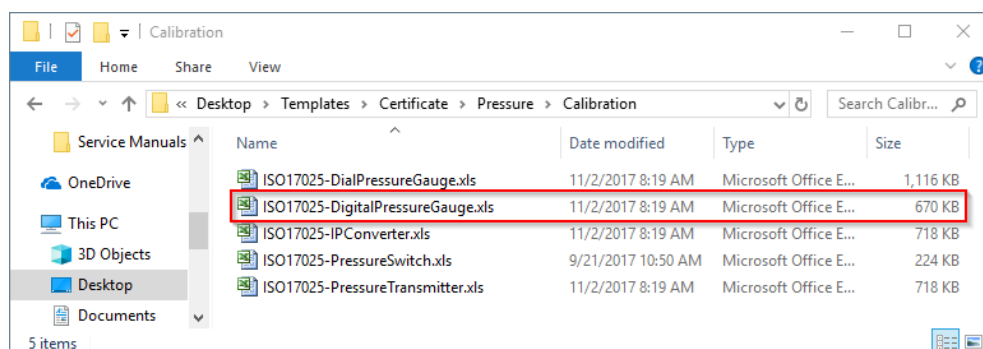 Calibration
File Home Share View
« Desktop > Templates > Certificate > Pressure > Calibration Search Calibr...
Service Manuals
OneDrive
This PC
3D Objects
Desktop
Documents
Name Date modified Type Size
ISO17025-DialPressureGauge.xls 11/2/2017 8:19 AM Microsoft Office E... 1,116 KB
ISO17025-DigitalPressureGauge.xls 11/2/2017 8:19 AM Microsoft Office E... 670 KB
ISO17025-IPConverter.xls 11/2/2017 8:19 AM Microsoft Office E... 718 KB
ISO17025-PressureSwitch.xls 9/21/2017 10:50 AM Microsoft Office E... 224 KB
ISO17025-PressureTransmitter.xls 11/2/2017 8:19 AM Microsoft Office E... 718 KB
5 items